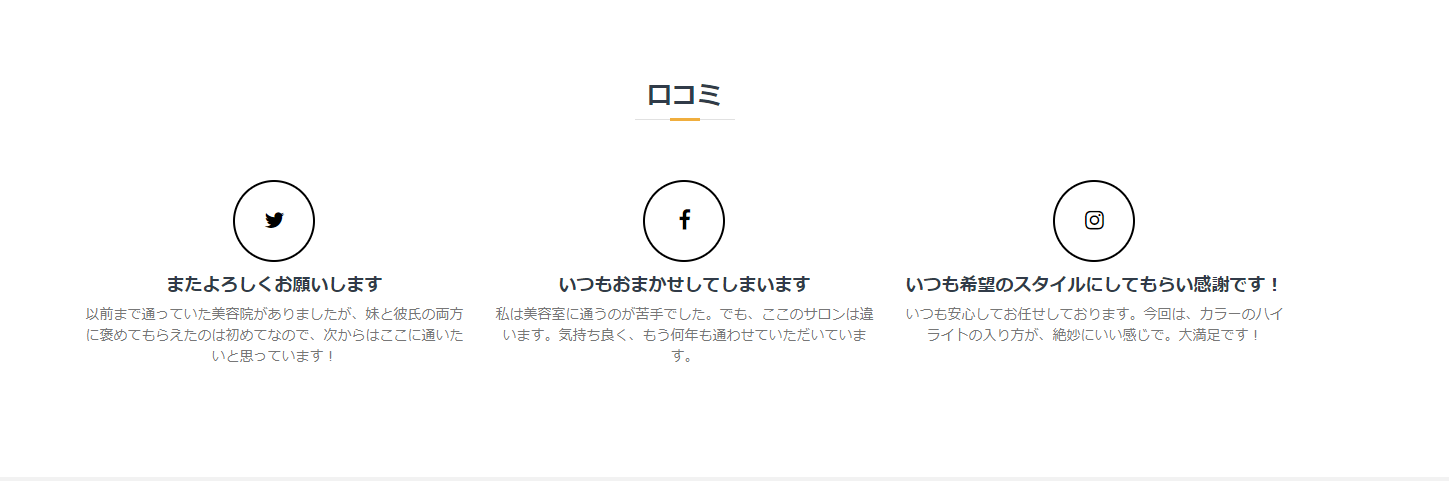 口コミ
またよろしくお願いします
以前まで通っていた美容院がありましたが、妹と彼氏の両方
に褒めてもらえたのは初めてなので、次からはここに通いた
いと思っています！
いつもおまかせしてしまいます
私は美容室に通うのが苦手でした。でも、ここのサロンは違
います。気持ち良く、もう何年も通わせていただいていま
す。
いつも希望のスタイルにしてもらい感謝です！
いつも安心してお任せしております。今回は、カラーのハイ
ライトの入り方が、絶妙にいい感じで。大満足です！